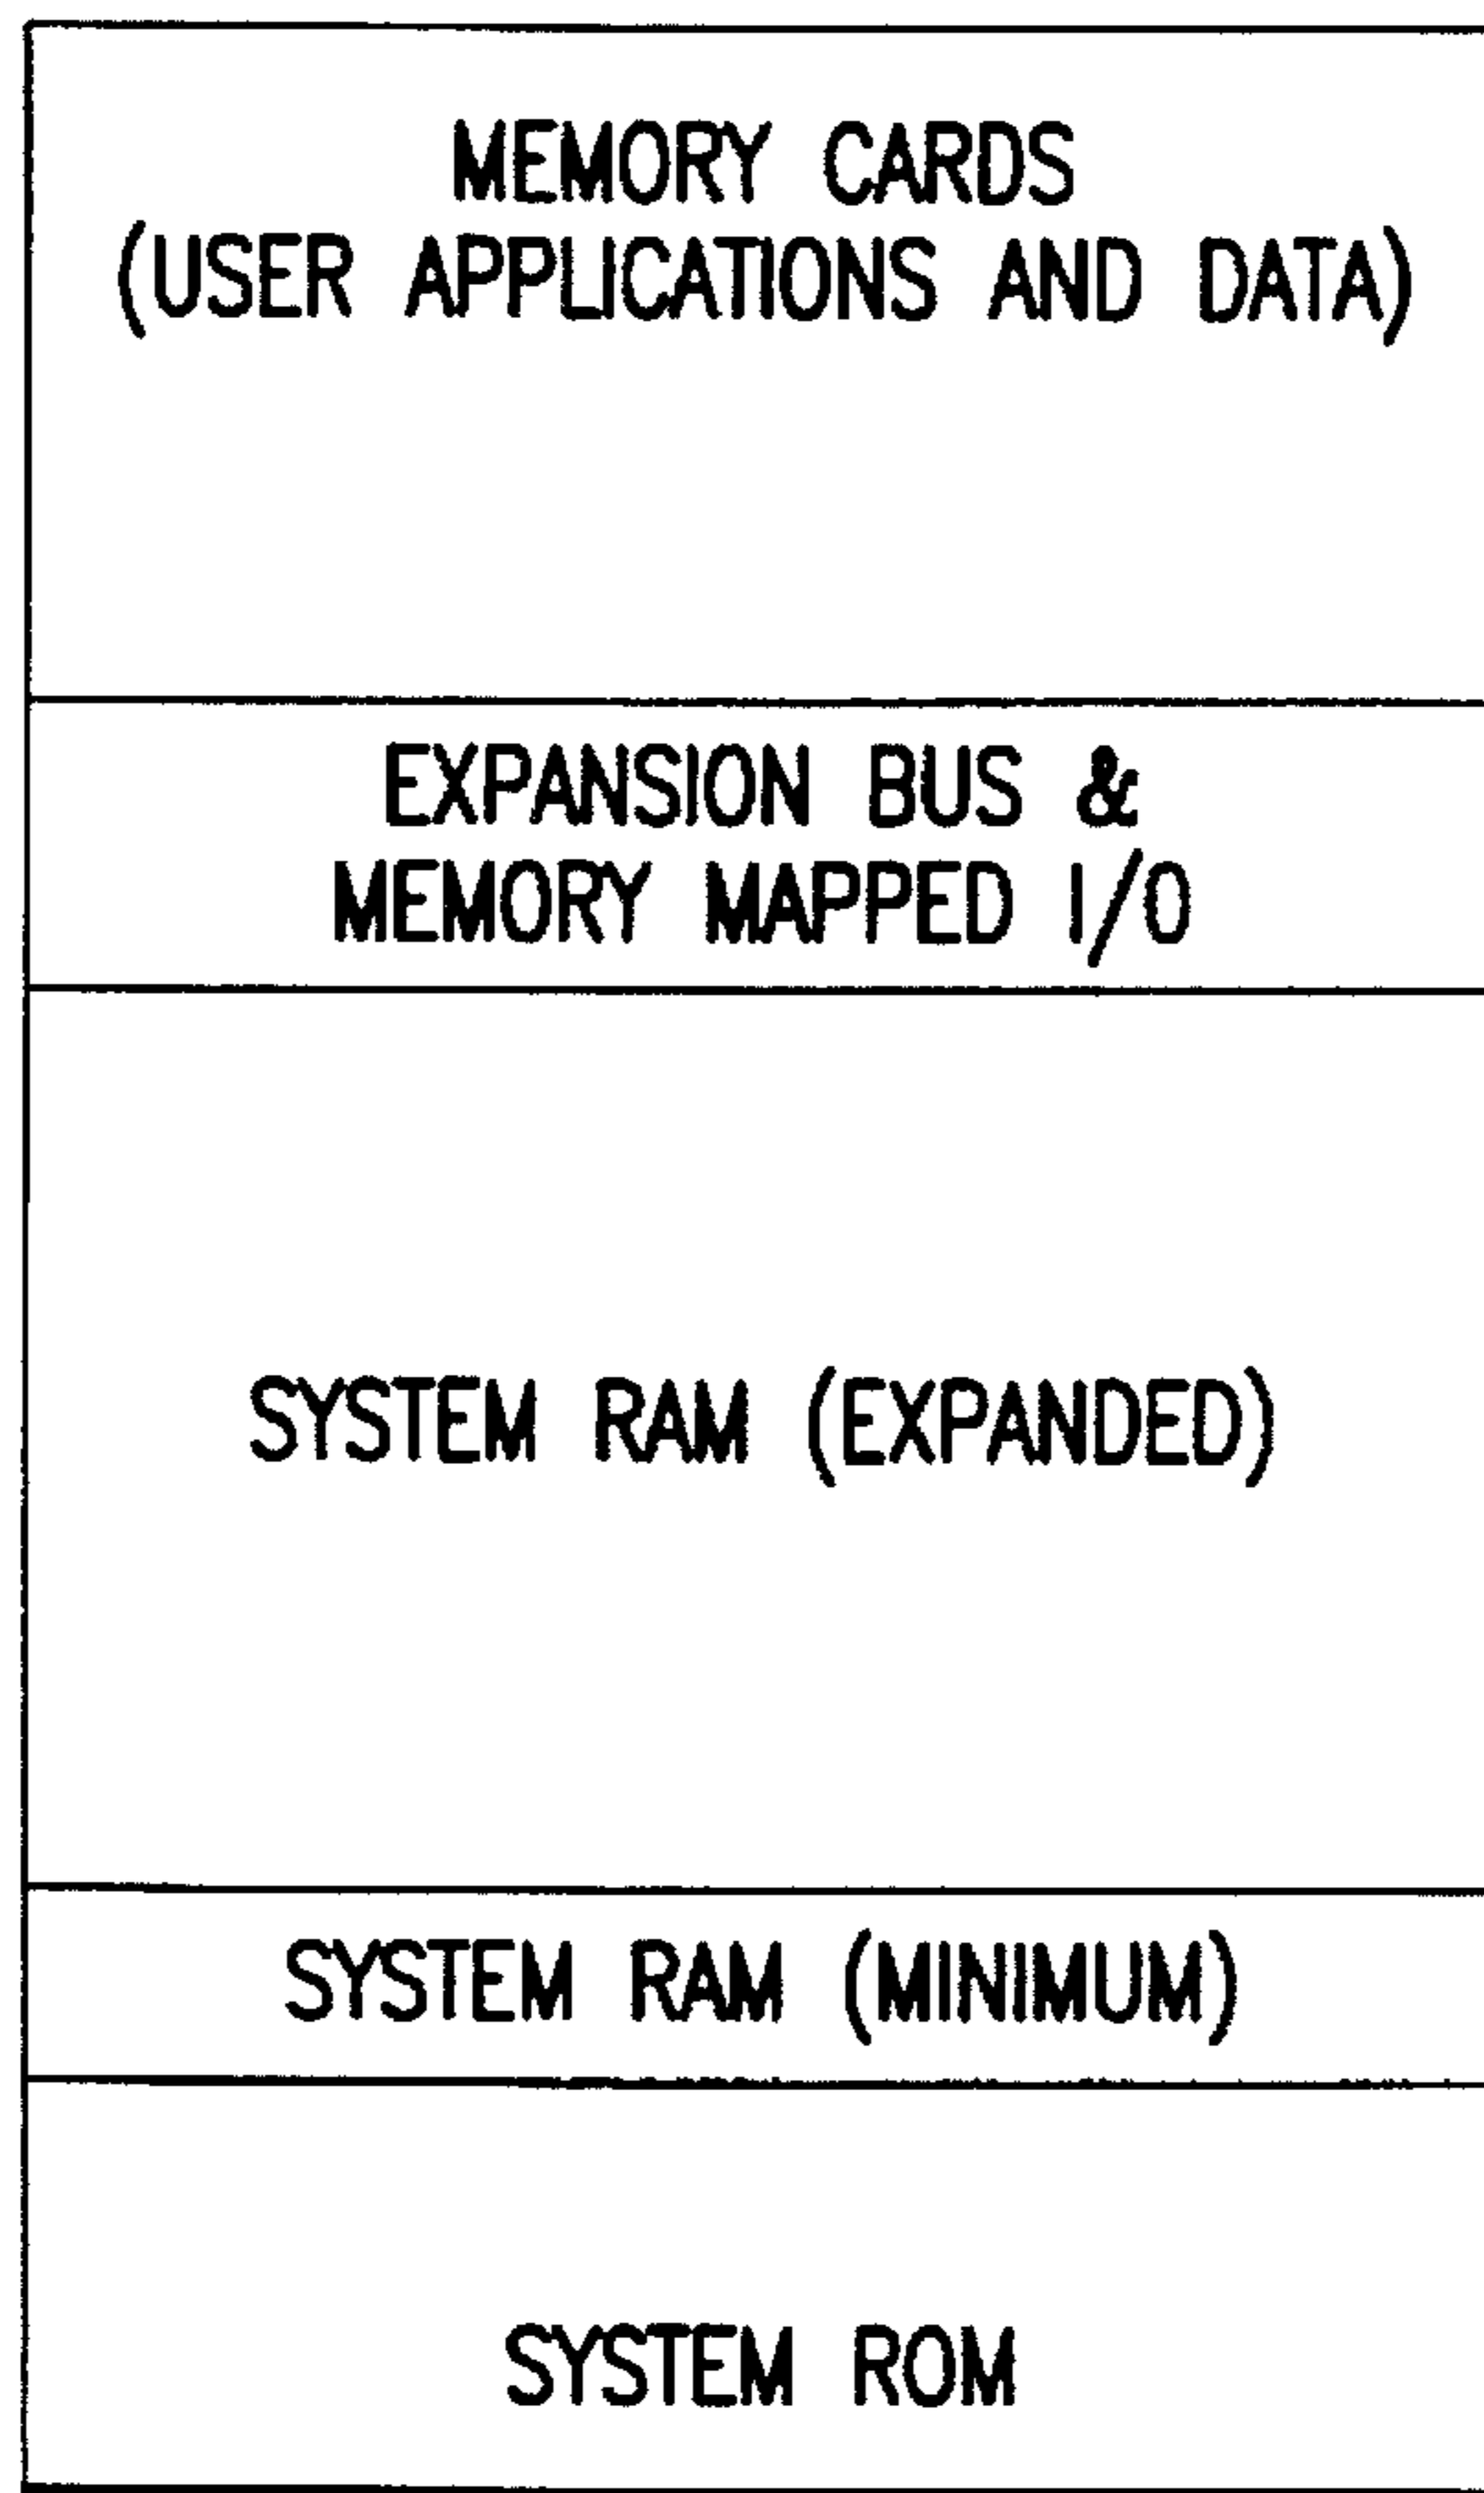 MEMORY CARDS
(USER APPLICATIONS AND DATA)
EXPANSION BUS &
MEMORY MAPPED I/O
SYSTEM RAM (EXPANDED)
SYSTEM RAM (MINIMUM)
SYSTEM ROM